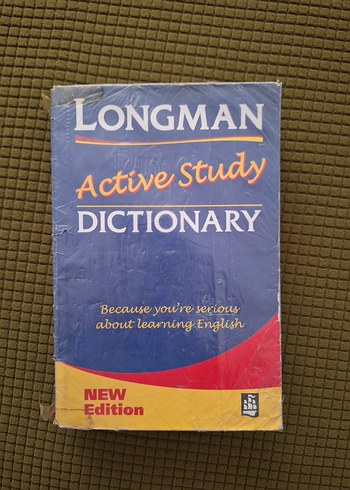 LONGMAN
Active Study
DICTIONARY
Because you're serious
about learning English
NEW
Edition